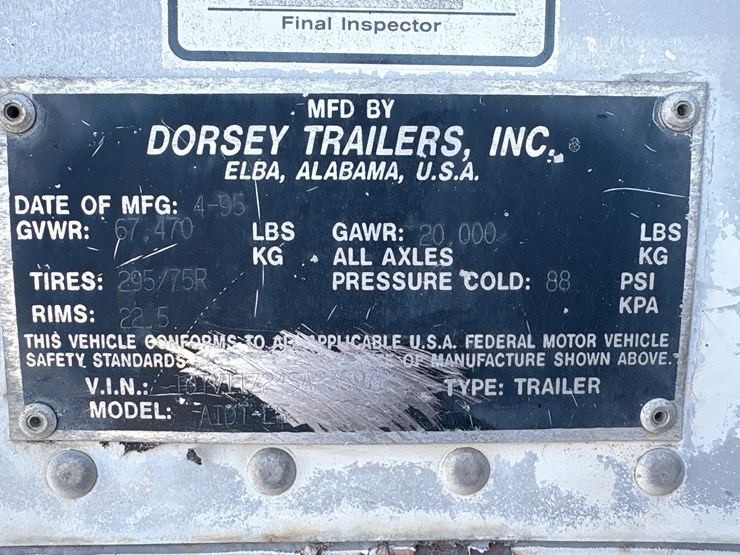 Final Inspector
MFD BY
DORSEY TRAILERS, INC.
ELBA, ALABAMA, U.S.A.
DATE OF MFG: 4-95
GVWR: 67,470 LBS GAWR: 20,000 LBS
KG ALL AXLES KG
TIRES: 295/75R PRESSURE COLD: 88 PSI
RIMS: 22.5 KPA
THIS VEHICLE CONFORMS TO ALL APPLICABLE U.S.A. FEDERAL MOTOR VEHICLE
SAFETY STANDARDS OF MANUFACTURE SHOWN ABOVE.
V.I.N.: TYPE: TRAILER
MODEL: AIDT-